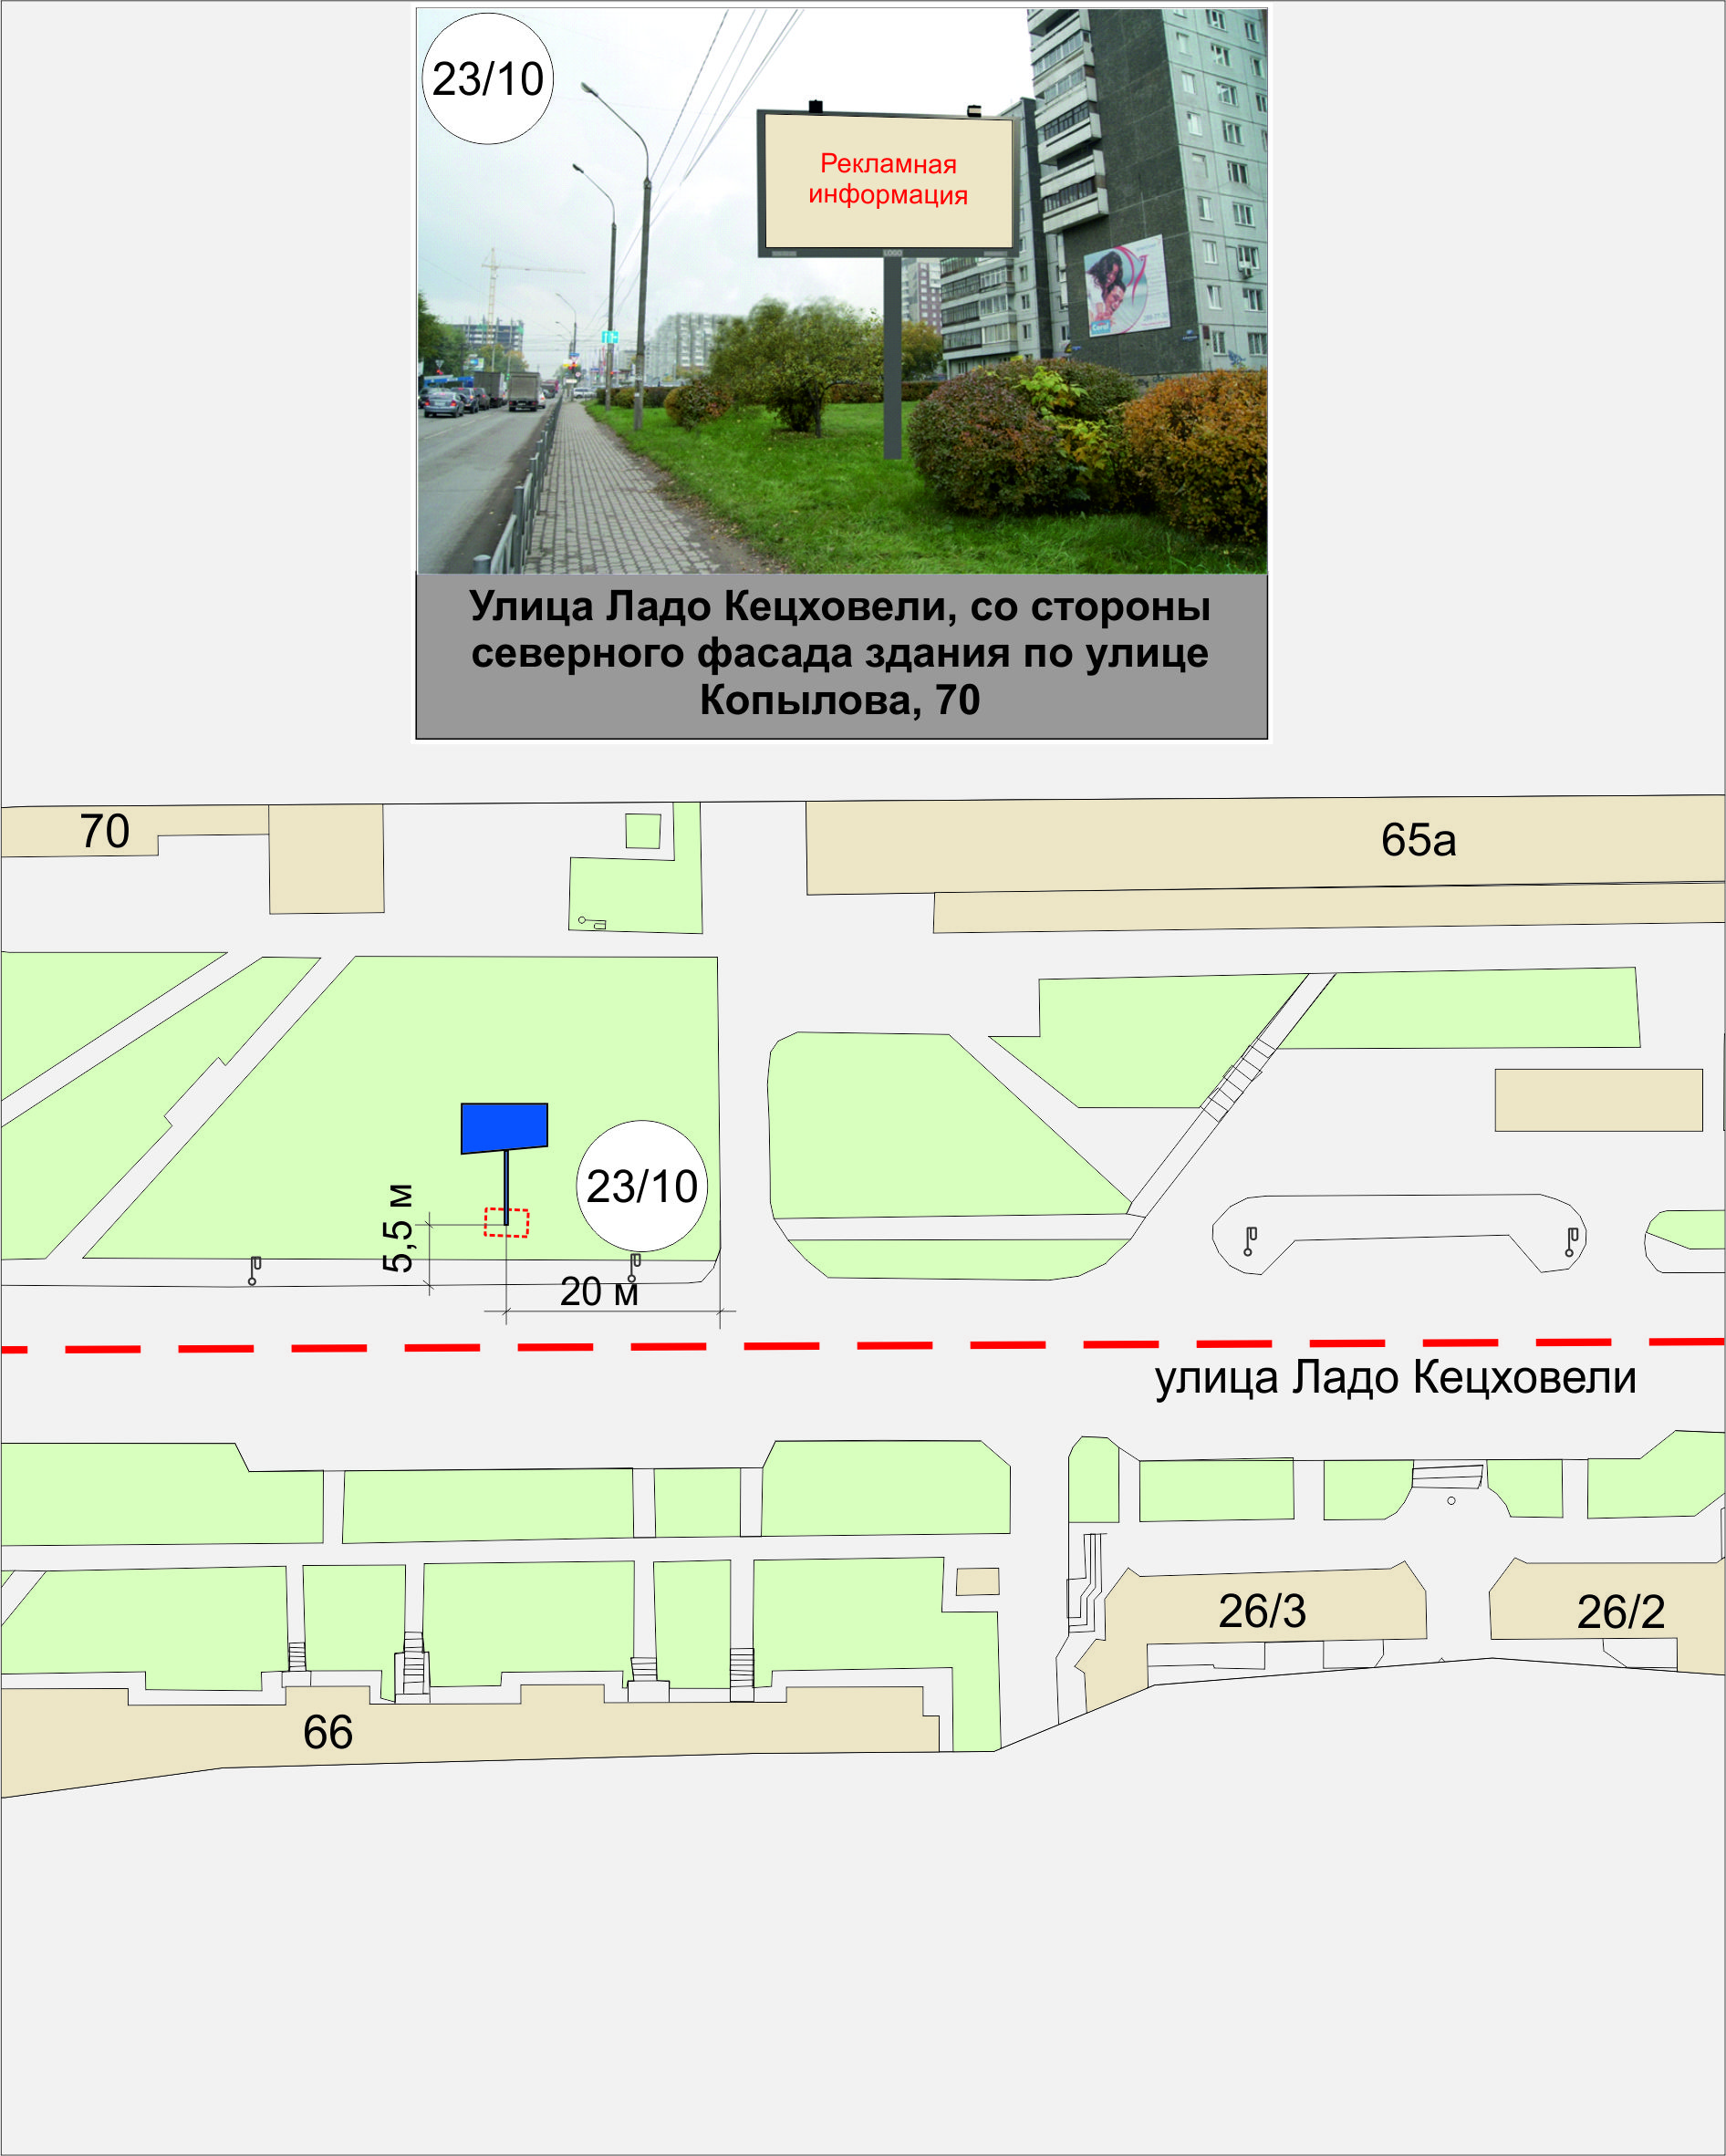 23/10
Рекламная
информация
LOGO
Улица Ладо Кецховели, со стороны
северного фасада здания по улице
Копылова, 70
70
65а
23/10
5,5 м
20 м
улица Ладо Кецховели
26/3
26/2
66